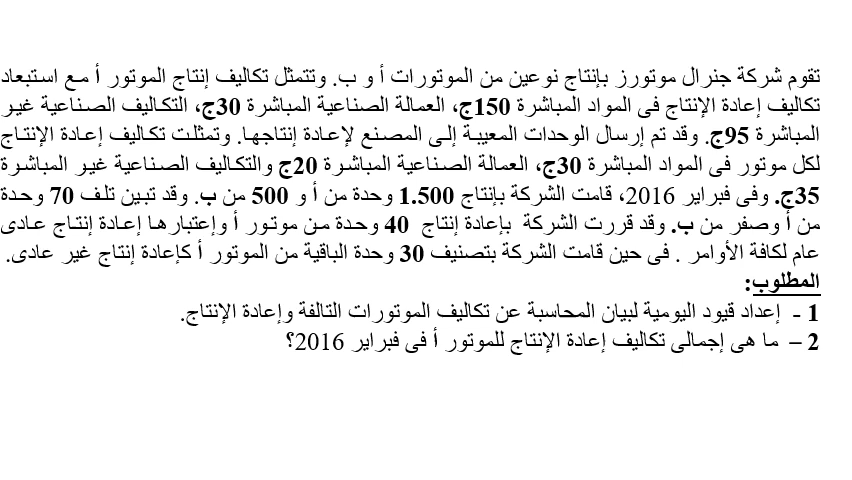 تقوم شركة جنرال موتورز بإنتاج نوعين من الموتورات أ و ب. وتتمثل تكاليف إنتاج الموتور أ مع استبعاد
تكاليف إعادة الإنتاج فى المواد المباشرة 150ج، العمالة الصناعية المباشرة 30ج، التكاليف الصناعية غير
المباشرة 95ج. وقد تم إرسال الوحدات المعيبة إلى المصنع لإعادة إنتاجها. وتمثلت تكاليف إعادة الإنتاج
لكل موتور فى المواد المباشرة 30ج، العمالة الصناعية المباشرة 20ج والتكاليف الصناعية غير المباشرة
35ج. وفى فبراير 2016، قامت الشركة بإنتاج 1.500 وحدة من أ و 500 من ب. وقد تبين تلف 70 وحدة
من أ وصفر من ب. وقد قررت الشركة بإعادة إنتاج 40 وحدة من موتور أ وإعتبارها إعادة إنتاج عادى
عام لكافة الأوامر . فى حين قامت الشركة بتصنيف 30 وحدة الباقية من الموتور أ كإعادة إنتاج غير عادى.
المطلوب:
1 - إعداد قيود اليومية لبيان المحاسبة عن تكاليف الموتورات التالفة وإعادة الإنتاج.
2 – ما هى إجمالى تكاليف إعادة الإنتاج للموتور أ فى فبراير 2016؟